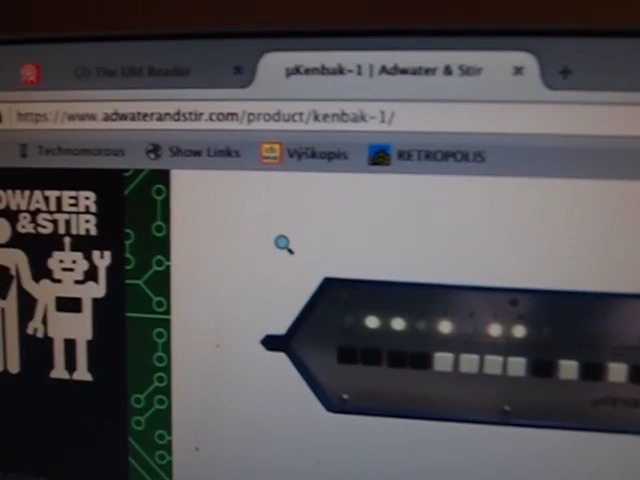 (2) The Old Reader
µKenbak-1 | Adwater & Stir
https://www.adwaterandstir.com/product/kenbak-1/
Technomorous
Show Links
Výškopis
RETROPOLIS
DWATER
&STIR